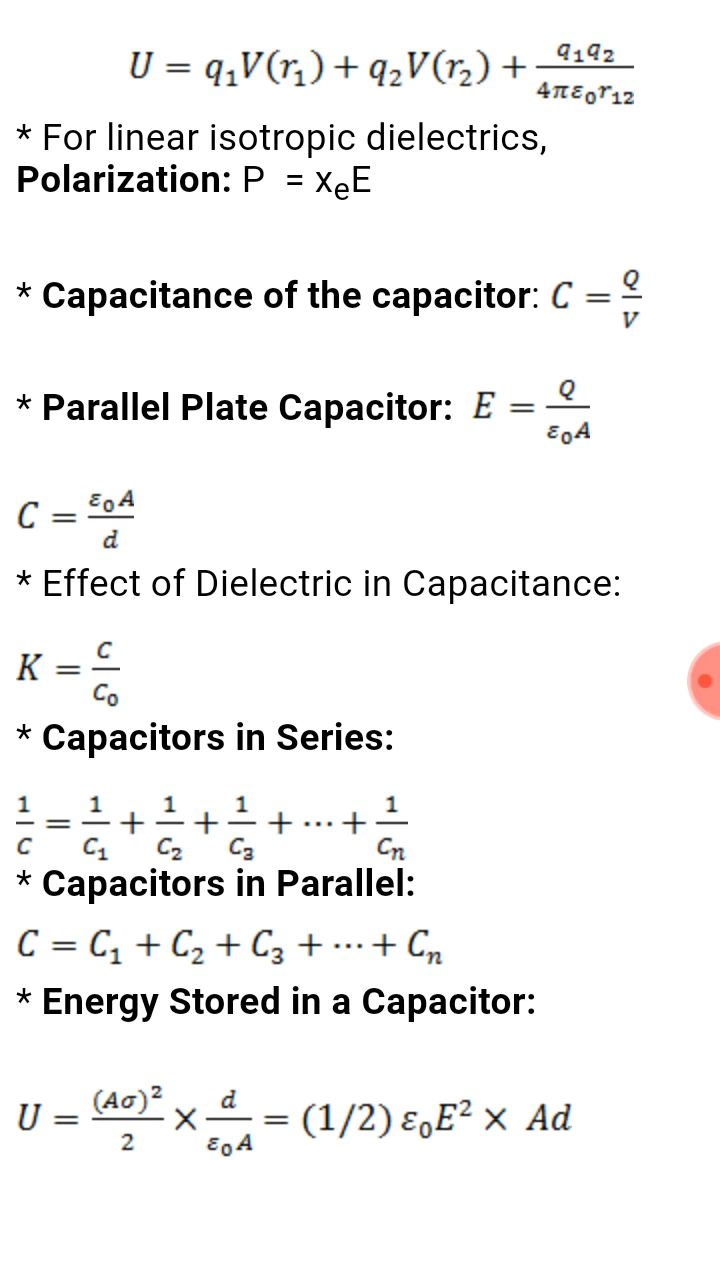 U = q₁V(r₁) + q₂V(r₂) + q₁q₂/4πε₀r₁₂
* For linear isotropic dielectrics,
Polarization: P = xₑE
* Capacitance of the capacitor: C = Q/V
* Parallel Plate Capacitor: E = Q/ε₀A
C = ε₀A/d
* Effect of Dielectric in Capacitance:
K = C/C₀
* Capacitors in Series:
1/C = 1/C₁ + 1/C₂ + 1/C₃ + ⋯ + 1/Cₙ
* Capacitors in Parallel:
C = C₁ + C₂ + C₃ + ⋯ + Cₙ
* Energy Stored in a Capacitor:
U = (Aσ)²/2 × d/ε₀A = (1/2) ε₀E² × Ad